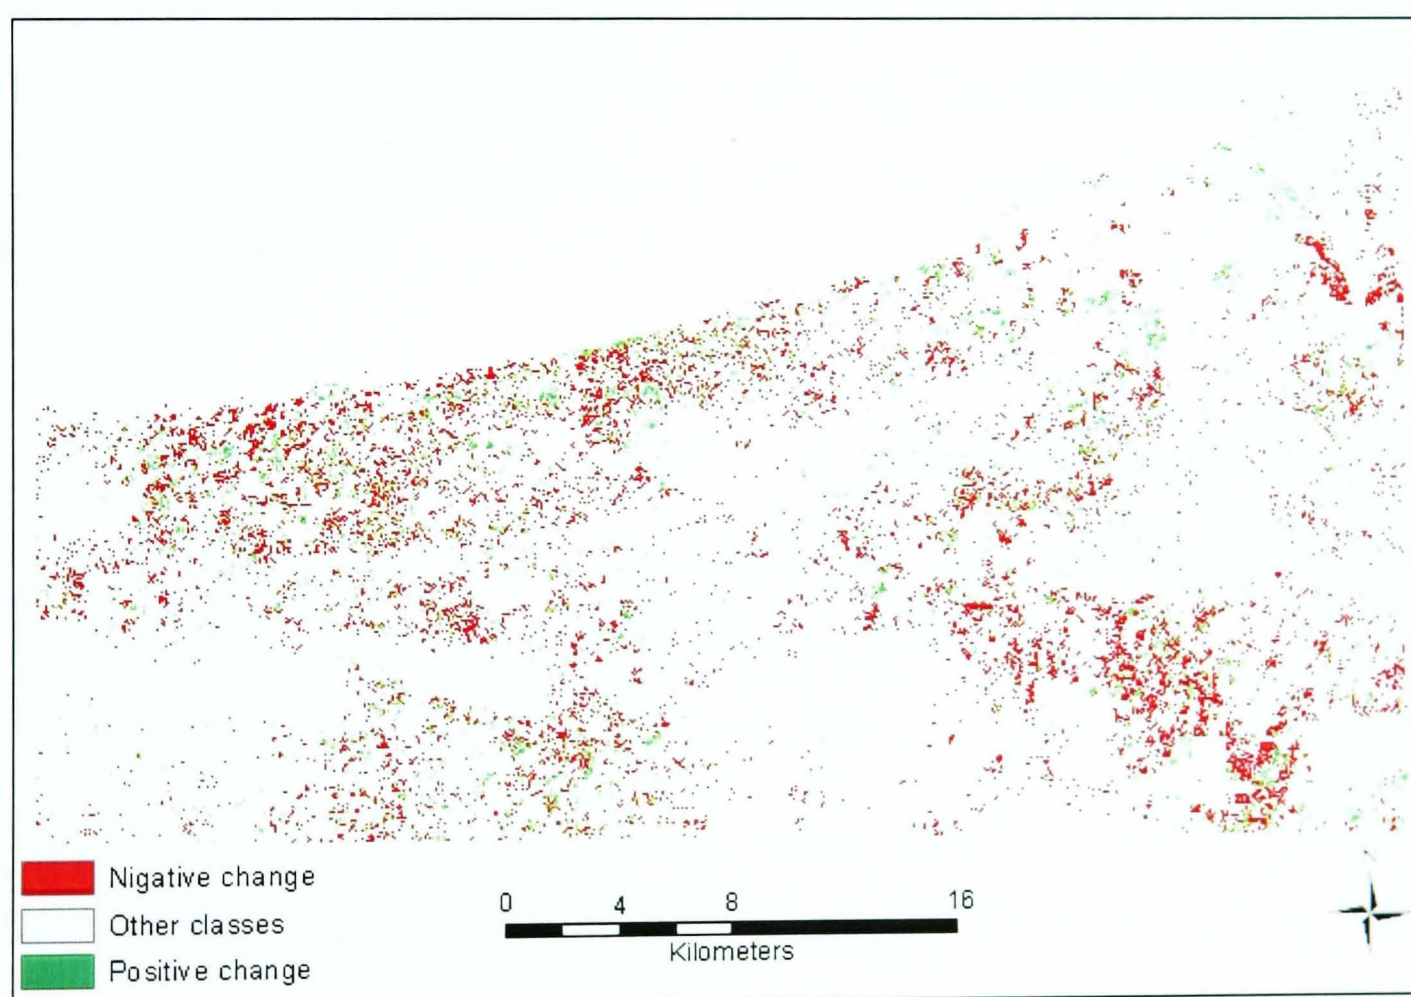 Nigative change
Other classes
Positive change
0 4 8 16
Kilometers
N